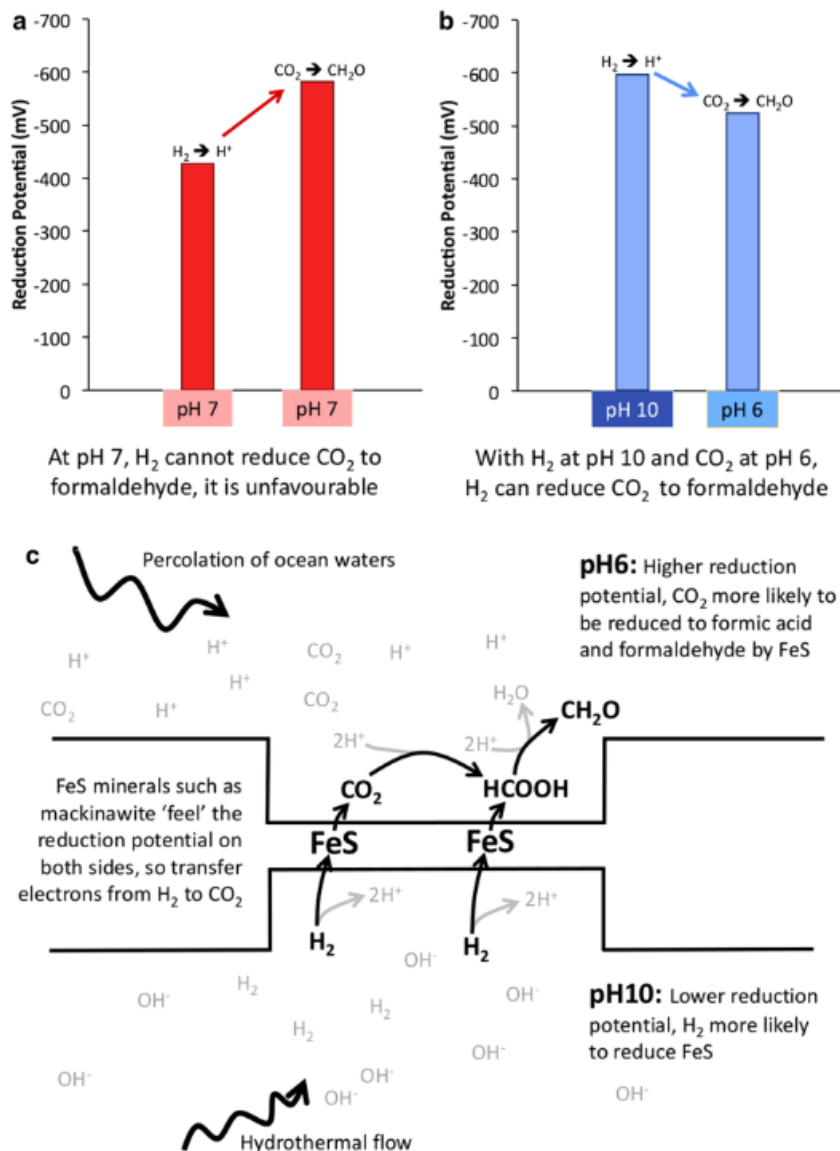 a
-700
-600
-500
-400
-300
-200
-100
0
Reduction Potential (mV)
H₂ ➔ H⁺
CO₂ ➔ CH₂O
pH 7
pH 7
At pH 7, H₂ cannot reduce CO₂ to
formaldehyde, it is unfavourable
b
-700
-600
-500
-400
-300
-200
-100
0
Reduction Potential (mV)
H₂ ➔ H⁺
CO₂ ➔ CH₂O
pH 10
pH 6
With H₂ at pH 10 and CO₂ at pH 6,
H₂ can reduce CO₂ to formaldehyde
c
Percolation of ocean waters
pH6: Higher reduction
potential, CO₂ more likely to
be reduced to formic acid
and formaldehyde by FeS
H⁺
H⁺
CO₂
H⁺
H⁺
H⁺
CO₂
H⁺
CO₂
H₂O
CH₂O
2H⁺
2H⁺
CO₂
HCOOH
FeS minerals such as
mackinawite 'feel' the
reduction potential on
both sides, so transfer
electrons from H₂ to CO₂
FeS
FeS
2H⁺
2H⁺
H₂
H₂
OH⁻
H₂
OH⁻
H₂
OH⁻
H₂
OH⁻
OH⁻
OH⁻
OH⁻
OH⁻
pH10: Lower reduction
potential, H₂ more likely
to reduce FeS
Hydrothermal flow